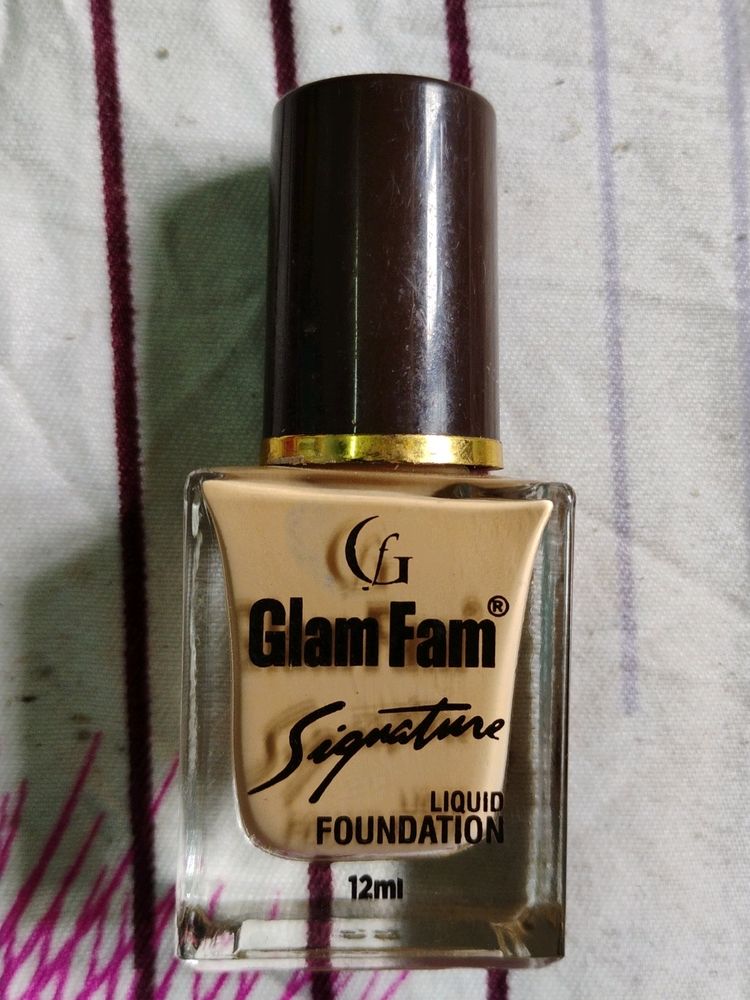 GfG
Glam Fam®
Signature
LIQUID
FOUNDATION
12ml